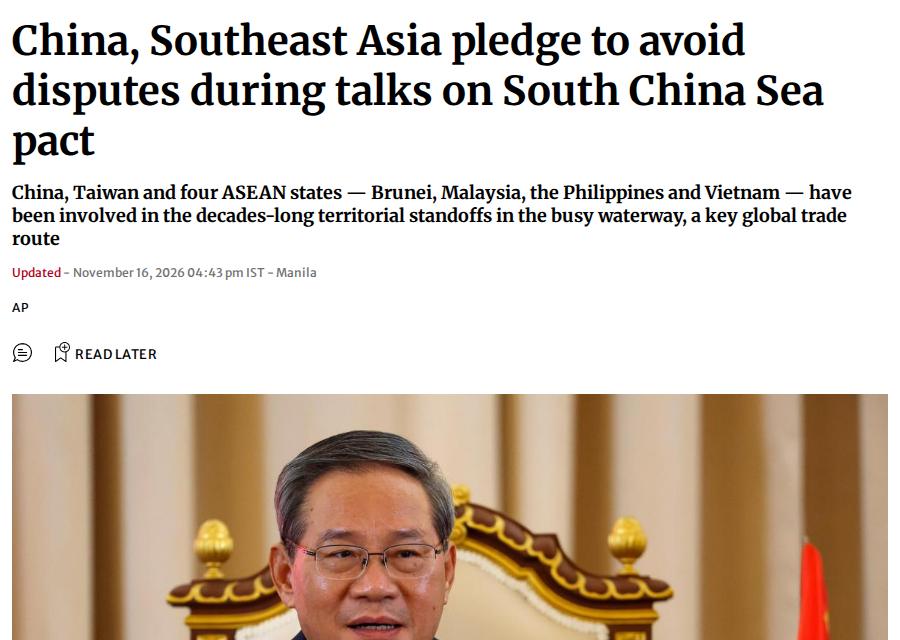 China, Southeast Asia pledge to avoid
disputes during talks on South China Sea
pact
China, Taiwan and four ASEAN states — Brunei, Malaysia, the Philippines and Vietnam — have
been involved in the decades-long territorial standoffs in the busy waterway, a key global trade
route
Updated - November 16, 2026 04:43 pm IST - Manila
AP
READ LATER